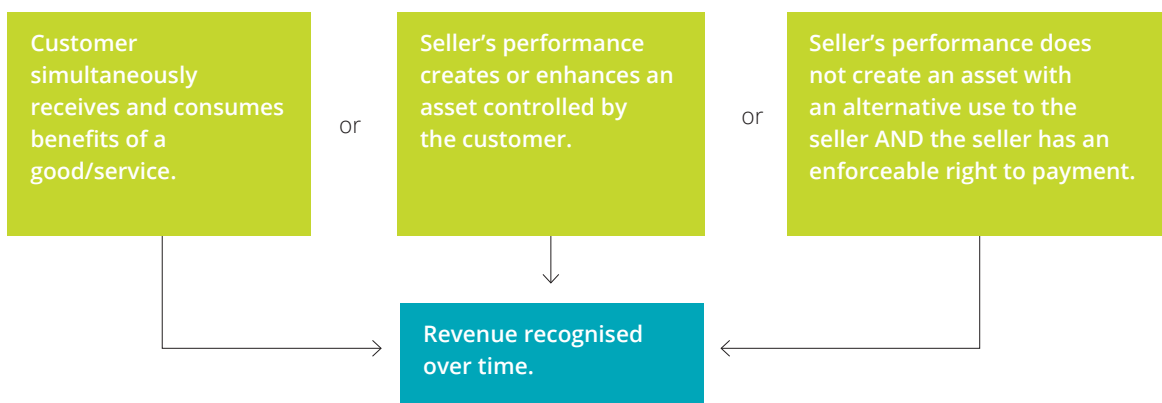 Customer
simultaneously
receives and consumes
benefits of a
good/service.
or
Seller’s performance
creates or enhances an
asset controlled by
the customer.
or
Seller’s performance does
not create an asset with
an alternative use to the
seller AND the seller has an
enforceable right to payment.
Revenue recognised
over time.